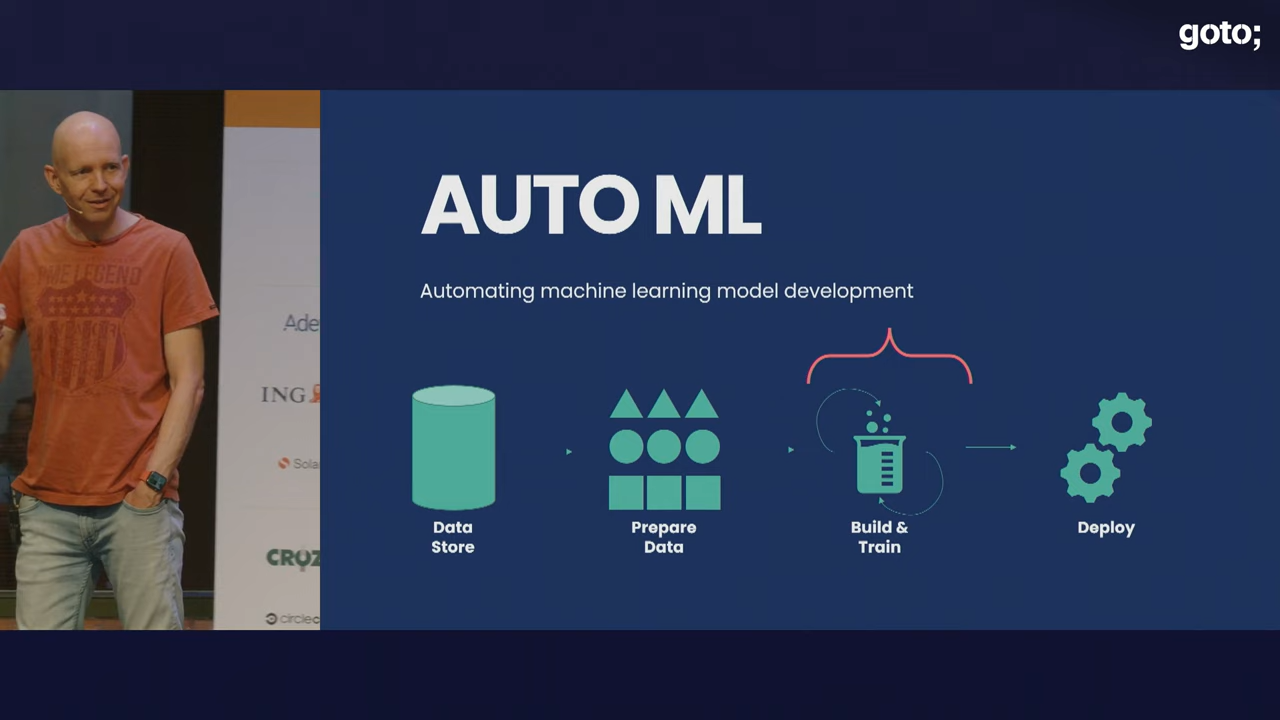 goto;
AUTO ML
Automating machine learning model development
ING
Data
Store
Prepare
Data
Build &
Train
Deploy